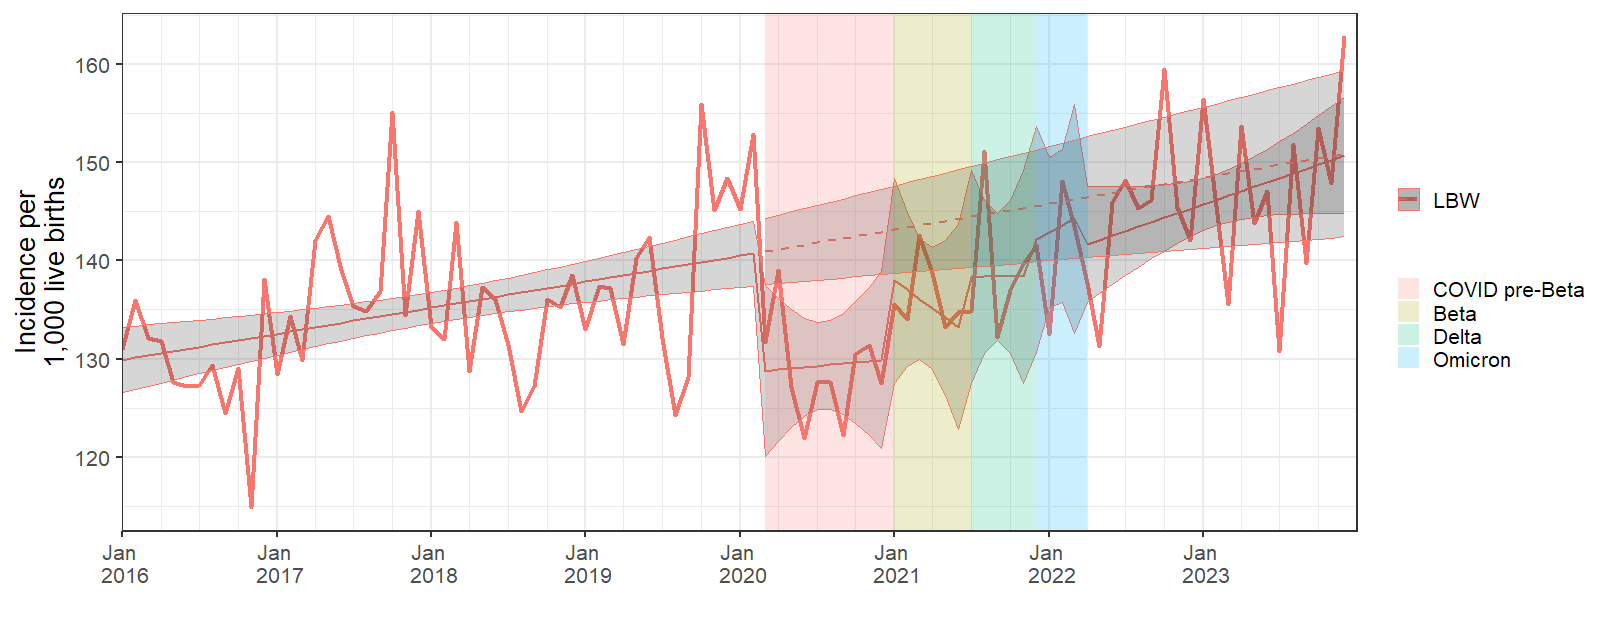 Incidence per
1,000 live births
160
150
140
130
120
Jan
2016
Jan
2017
Jan
2018
Jan
2019
Jan
2020
Jan
2021
Jan
2022
Jan
2023
LBW
COVID pre-Beta
Beta
Delta
Omicron